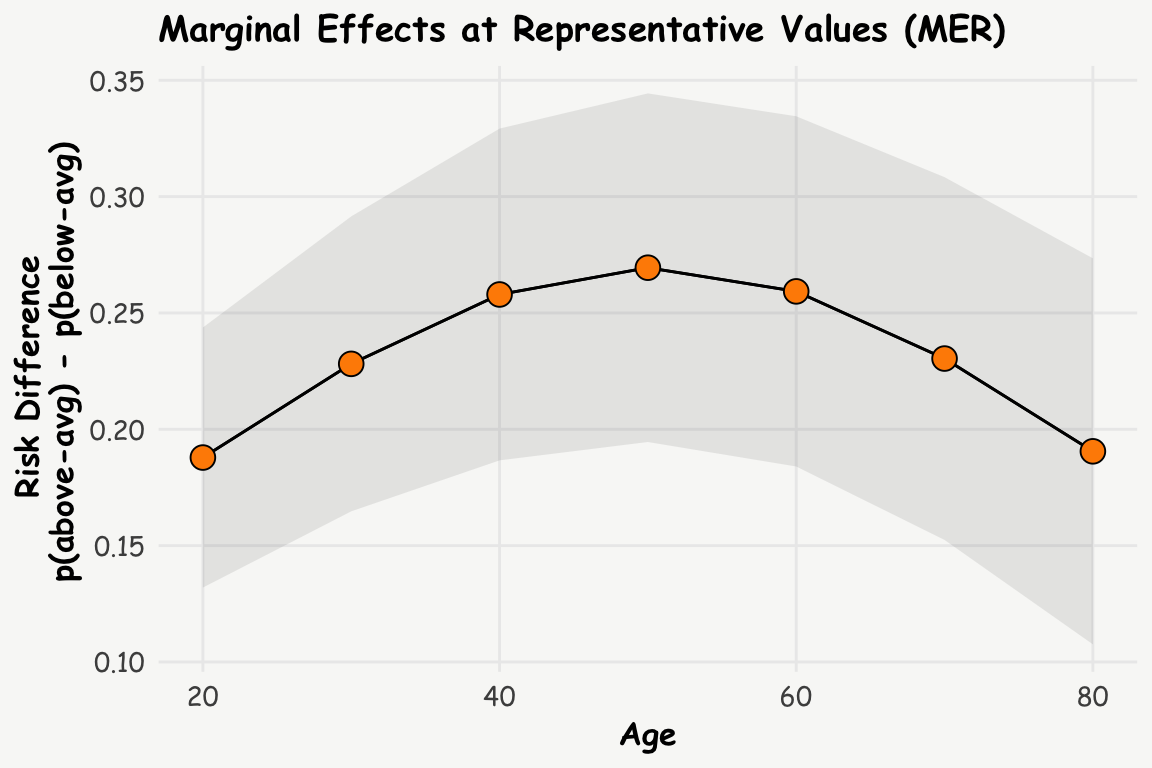 Marginal Effects at Representative Values (MER)
Risk Difference
p(above-avg) - p(below-avg)
0.35
0.30
0.25
0.20
0.15
0.10
20
40
60
80
Age